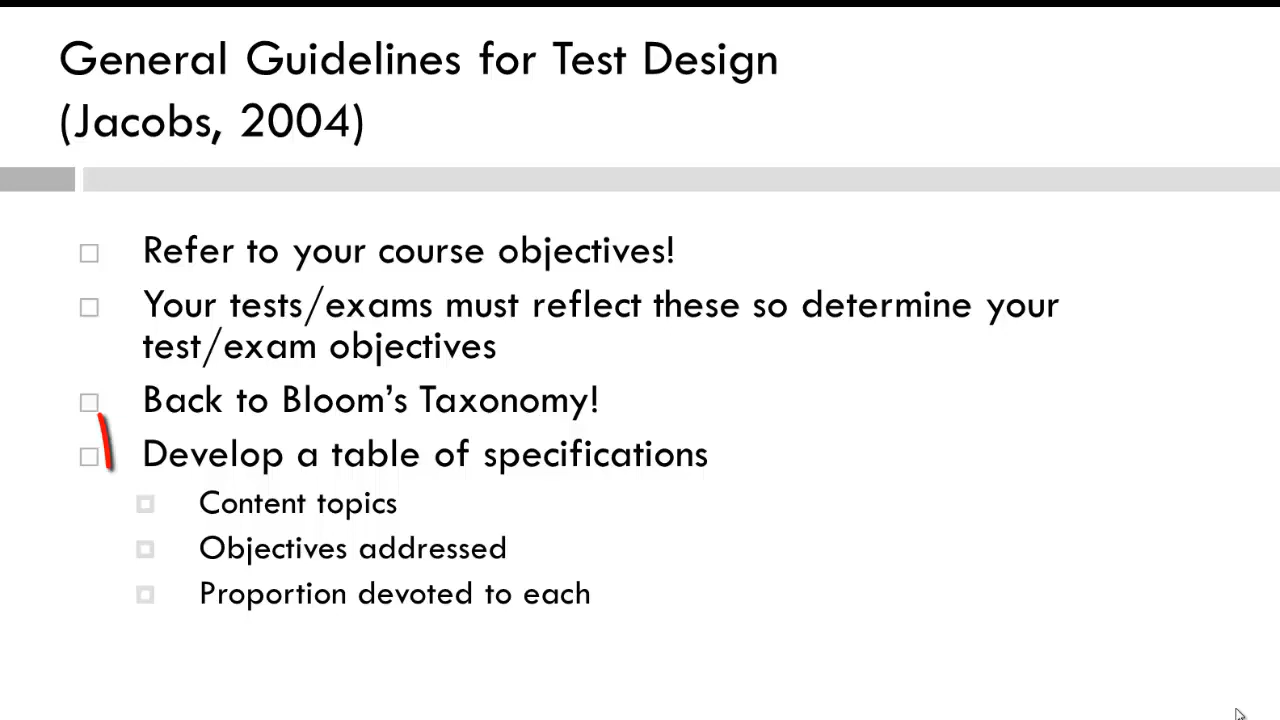 General Guidelines for Test Design
(Jacobs, 2004)
Refer to your course objectives!
Your tests/exams must reflect these so determine your
test/exam objectives
Back to Bloom’s Taxonomy!
Develop a table of specifications
Content topics
Objectives addressed
Proportion devoted to each